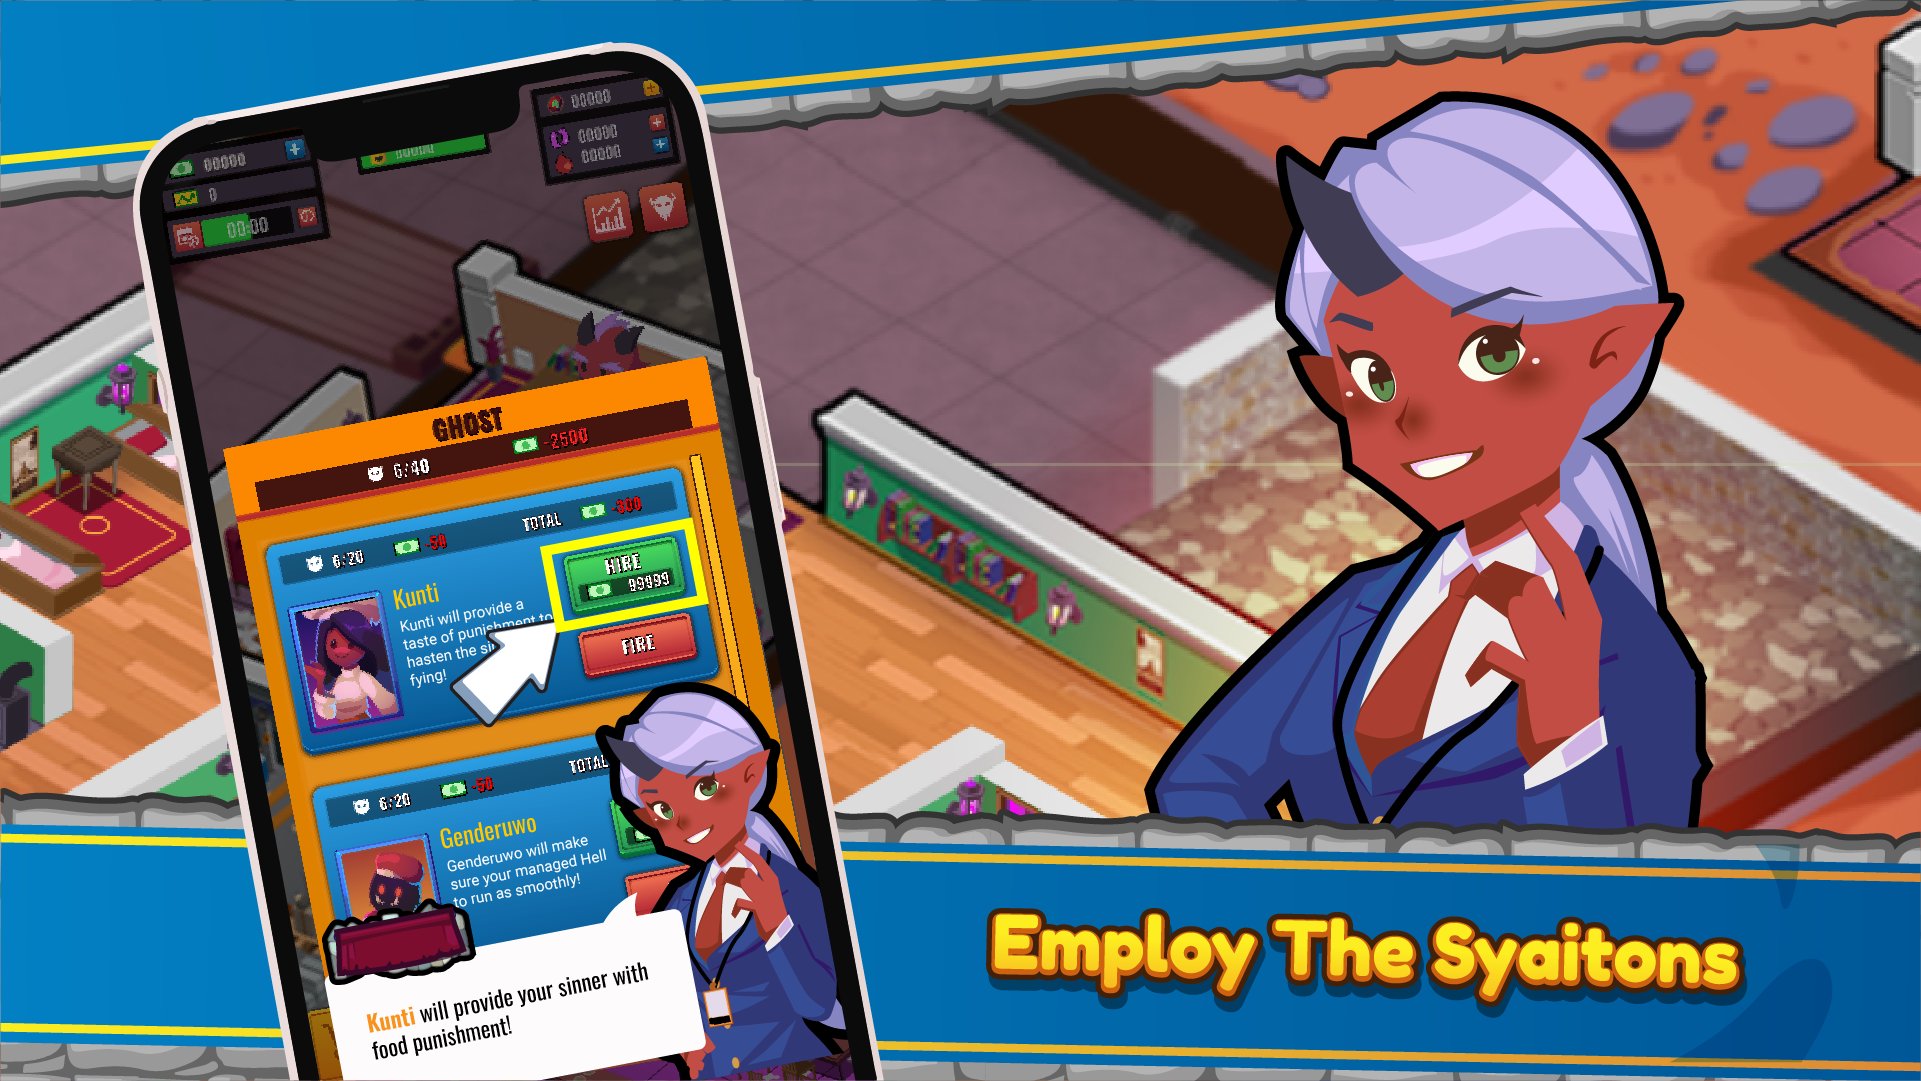 00000
0
00:00
00000
00000
00000
00000
GHOST
6/40
-2500
6/20
-50
TOTAL
-300
HIRE
99999
FIRE
Kunti
Kunti will provide a
taste of punishment to
hasten the
fying!
6/20
-50
TOTAL
Genderuwo
Genderuwo will make
sure your managed Hell
to run as smoothly!
Kunti will provide your sinner with
food punishment!
Employ The Syaitons